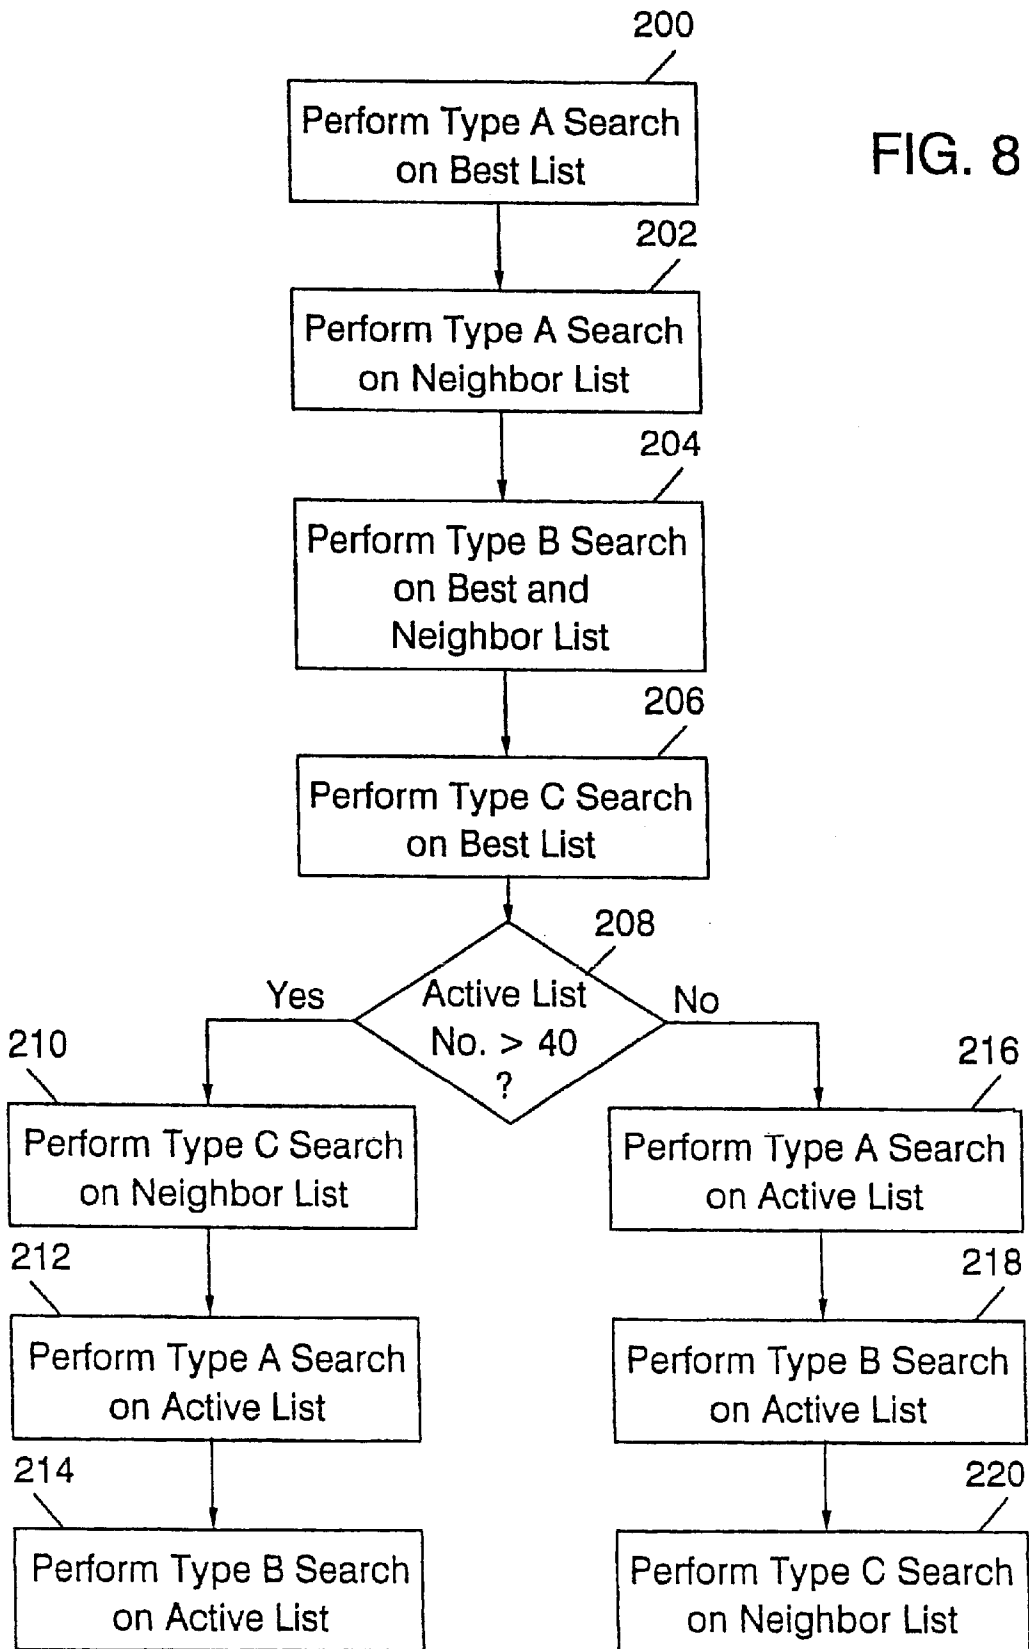 200
Perform Type A Search
on Best List
FIG. 8
202
Perform Type A Search
on Neighbor List
204
Perform Type B Search
on Best and
Neighbor List
206
Perform Type C Search
on Best List
208
Active List
No. > 40
?
Yes
No
210
Perform Type C Search
on Neighbor List
212
Perform Type A Search
on Active List
214
Perform Type B Search
on Active List
216
Perform Type A Search
on Active List
218
Perform Type B Search
on Active List
220
Perform Type C Search
on Neighbor List